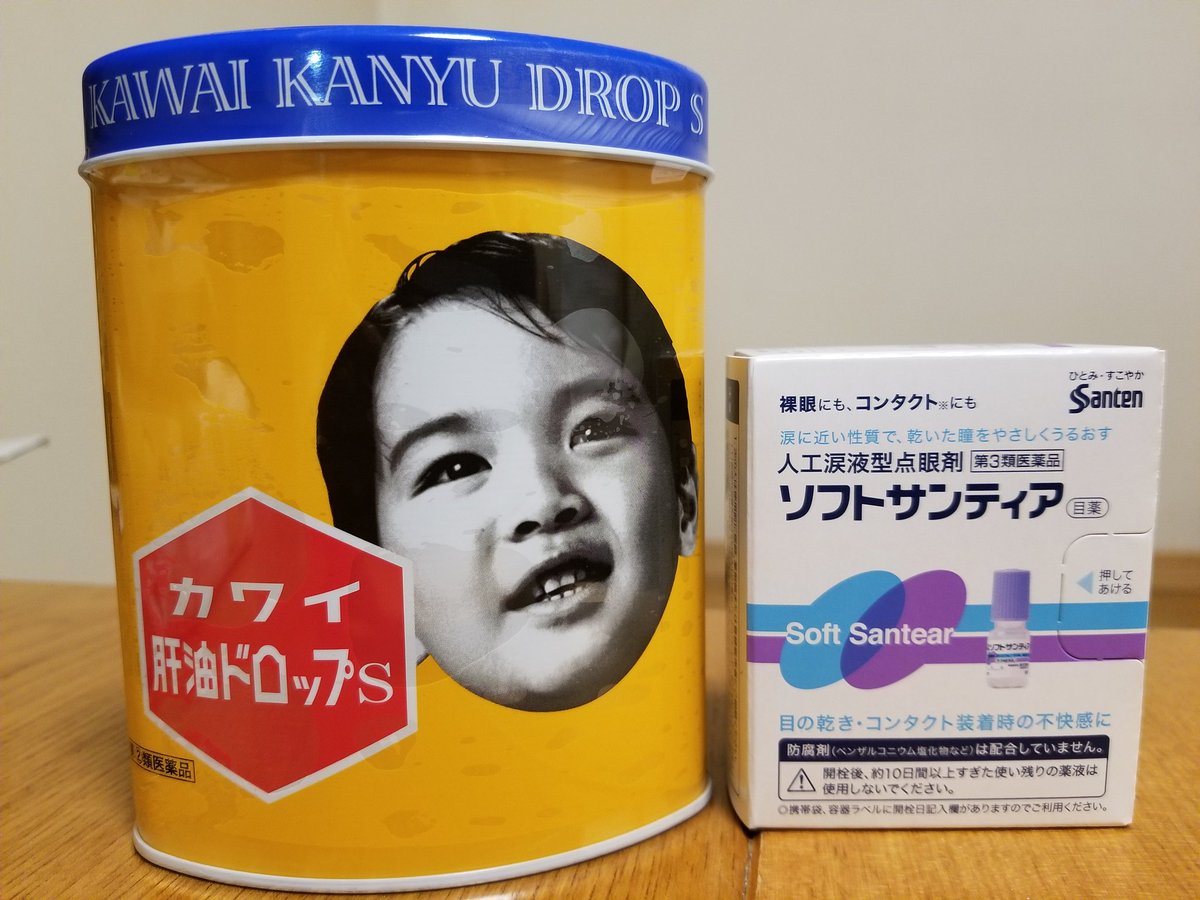 KAWAI KANYU DROP S
カワイ
肝油ドロップS
第②類医薬品
ひとみ・すこやか
Santen
裸眼にも、コンタクト※にも
涙に近い性質で、乾いた瞳をやさしくうるおす
人工涙液型点眼剤 第3類医薬品
ソフトサンティア 目薬
押して
あける
Soft Santear
ソフトサンティア
目の乾き・コンタクト装着時の不快感に
防腐剤(ベンザルコニウム塩化物など)は配合していません。
開栓後、約10日間以上すぎた使い残りの薬液は
使用しないでください。
◎携帯袋、容器ラベルに開栓日記入欄がありますのでご利用ください。